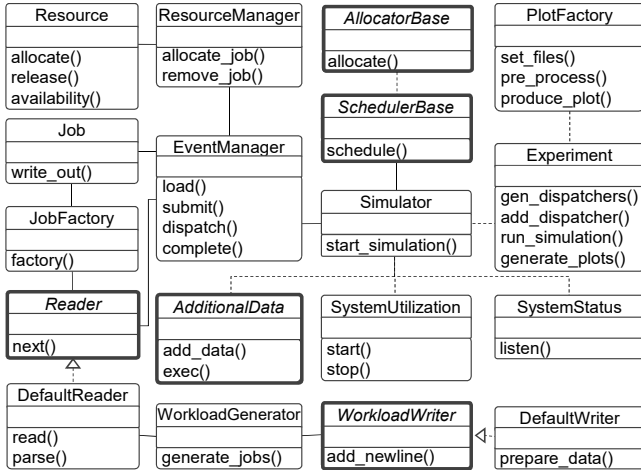 Resource
allocate()
release()
availability()
ResourceManager
allocate_job()
remove_job()
AllocatorBase
allocate()
PlotFactory
set_files()
pre_process()
produce_plot()
Job
write_out()
EventManager
load()
submit()
dispatch()
complete()
SchedulerBase
schedule()
Experiment
gen_dispatchers()
add_dispatcher()
run_simulation()
generate_plots()
JobFactory
factory()
Simulator
start_simulation()
Reader
next()
AdditionalData
add_data()
exec()
SystemUtilization
start()
stop()
SystemStatus
listen()
DefaultReader
read()
parse()
WorkloadGenerator
generate_jobs()
WorkloadWriter
add_newline()
DefaultWriter
prepare_data()